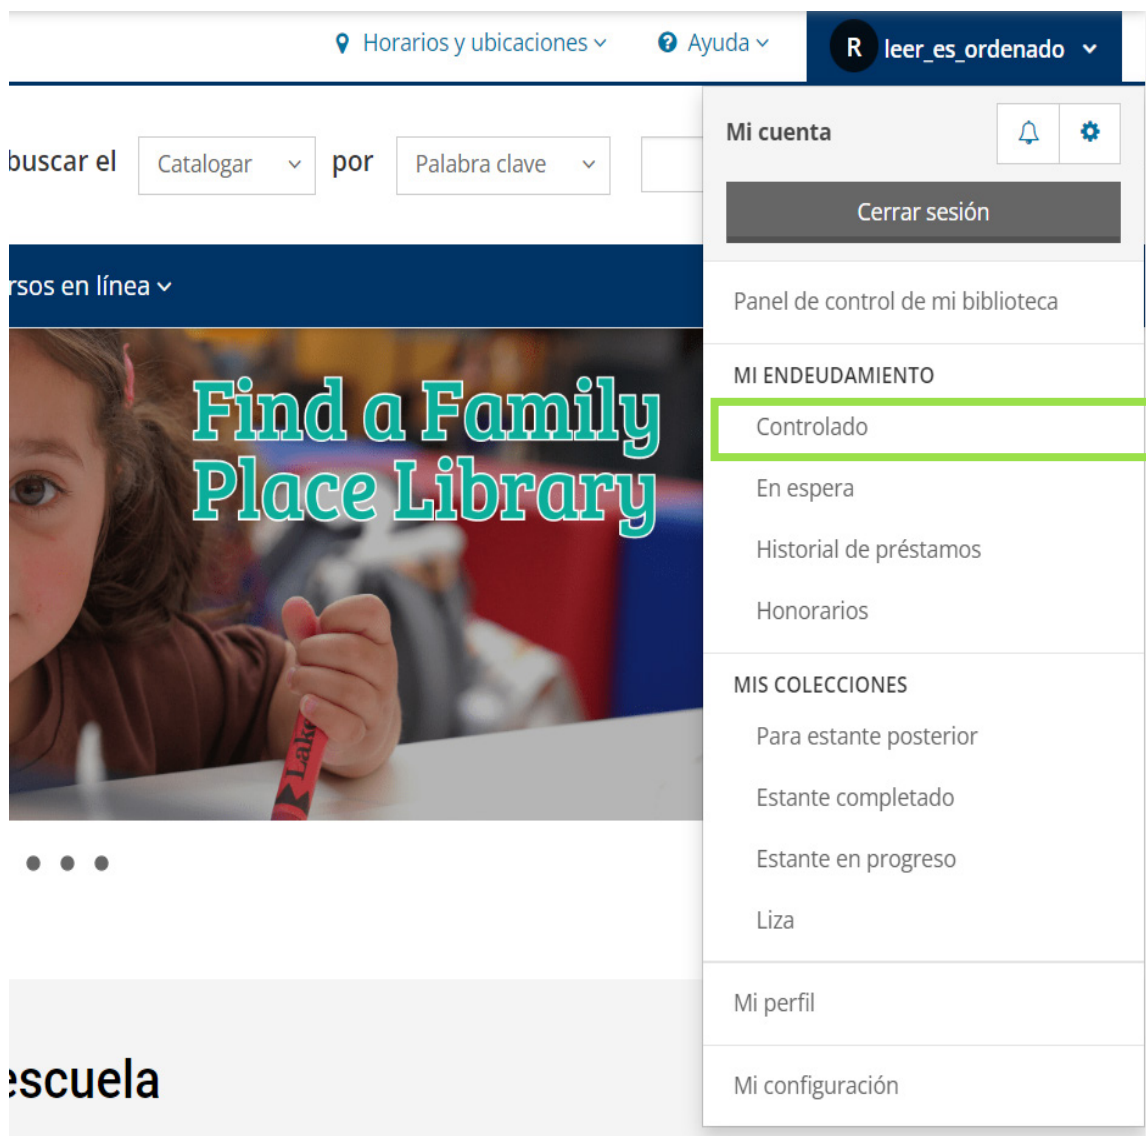 Horarios y ubicaciones
Ayuda
R leer_es_ordenado
buscar el Catalogar por Palabra clave
Mi cuenta
Cerrar sesión
rsos en línea
Panel de control de mi biblioteca
MI ENDEUDAMIENTO
Controlado
En espera
Historial de préstamos
Honorarios
MIS COLECCIONES
Para estante posterior
Estante completado
Estante en progreso
Liza
Mi perfil
Mi configuración
Find a Family
Place Library
Lake
escuela